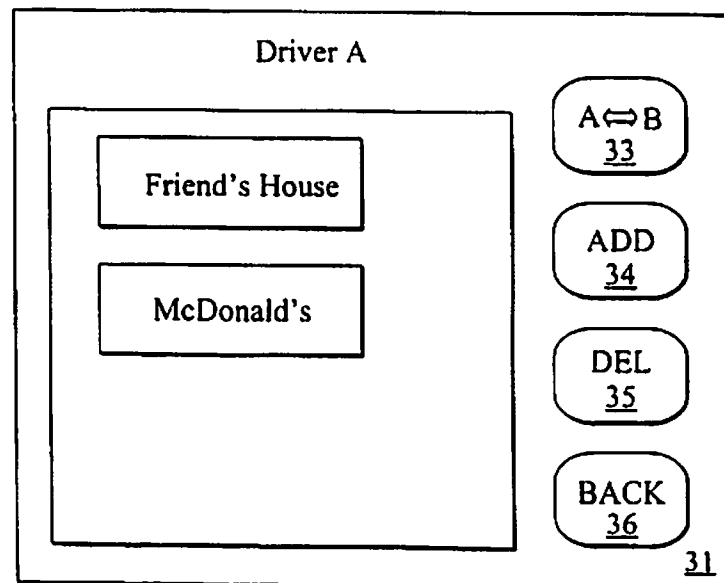 Driver A
A⇔B
33
Friend's House
ADD
34
McDonald's
DEL
35
BACK
36
31